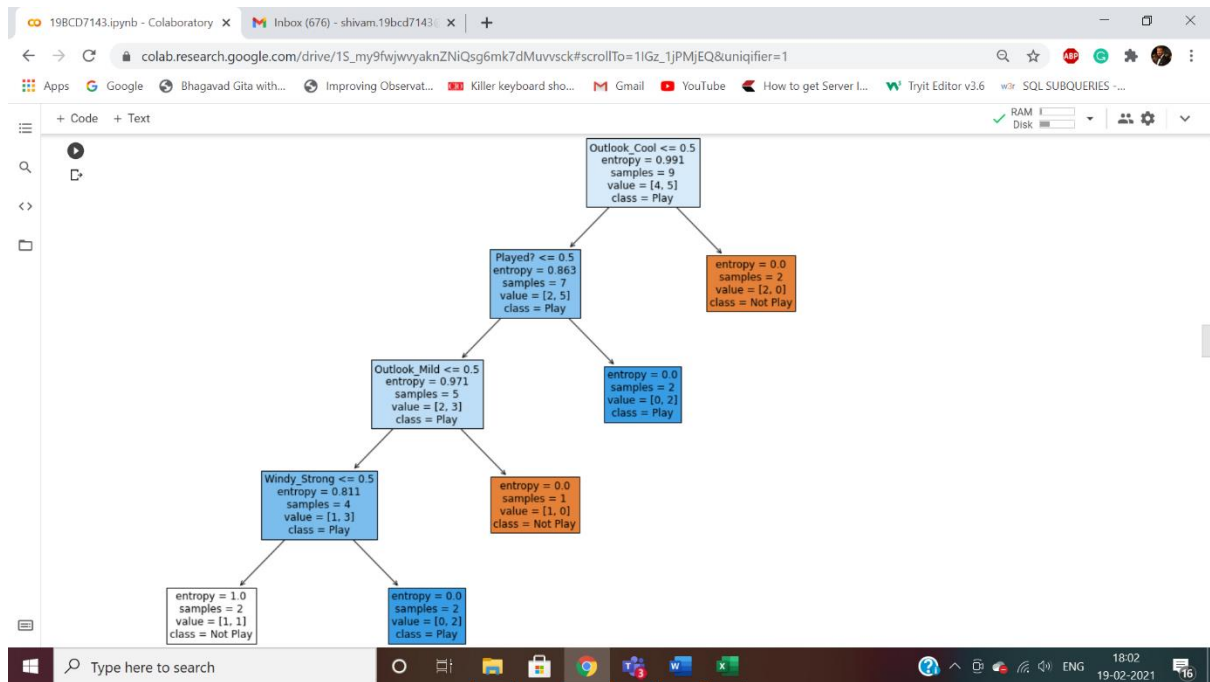 19BCD7143.ipynb - Colaboratory
Inbox (676) - shivam.19bcd7143@
colab.research.google.com/drive/1S_my9fwjwvyaknZNiQsg6mk7dMuvvsck#scrollTo=1IGz_1jPMjEQ&uniqifier=1
Apps Google Bhagavad Gita with... Improving Observat... Killer keyboard sho... Gmail YouTube How to get Server I... Tryit Editor v3.6 SQL SUBQUERIES -...
+ Code + Text
RAM
Disk
Outlook_Cool <= 0.5
entropy = 0.991
samples = 9
value = [4, 5]
class = Play
Played? <= 0.5
entropy = 0.863
samples = 7
value = [2, 5]
class = Play
entropy = 0.0
samples = 2
value = [2, 0]
class = Not Play
Outlook_Mild <= 0.5
entropy = 0.971
samples = 5
value = [2, 3]
class = Play
entropy = 0.0
samples = 2
value = [0, 2]
class = Play
Windy_Strong <= 0.5
entropy = 0.811
samples = 4
value = [1, 3]
class = Play
entropy = 0.0
samples = 1
value = [1, 0]
class = Not Play
entropy = 1.0
samples = 2
value = [1, 1]
class = Not Play
entropy = 0.0
samples = 2
value = [0, 2]
class = Play
Type here to search
ENG
18:02
19-02-2021
16